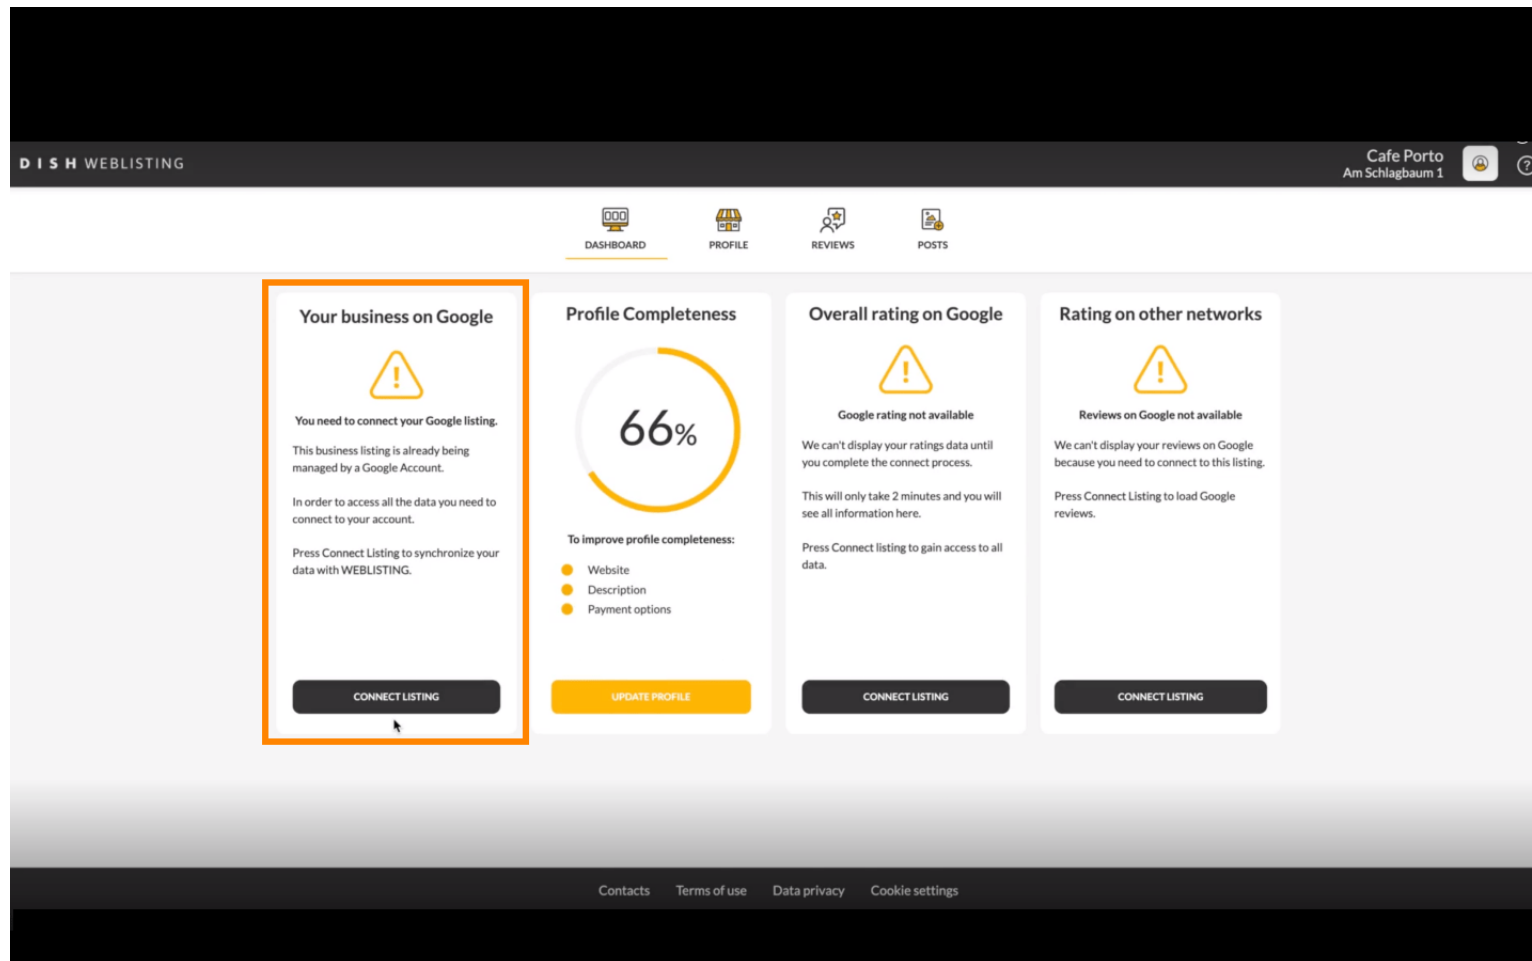 DISH WEBLISTING
Cafe Porto
Am Schlagbaum 1
DASHBOARD
PROFILE
REVIEWS
POSTS
Your business on Google
You need to connect your Google listing.
This business listing is already being
managed by a Google Account.
In order to access all the data you need to
connect to your account.
Press Connect Listing to synchronize your
data with WEBLISTING.
CONNECT LISTING
Profile Completeness
66%
To improve profile completeness:
Website
Description
Payment options
UPDATE PROFILE
Overall rating on Google
Google rating not available
We can't display your ratings data until
you complete the connect process.
This will only take 2 minutes and you will
see all information here.
Press Connect listing to gain access to all
data.
CONNECT LISTING
Rating on other networks
Reviews on Google not available
We can't display your reviews on Google
because you need to connect to this listing.
Press Connect Listing to load Google
reviews.
CONNECT LISTING
Contacts
Terms of use
Data privacy
Cookie settings